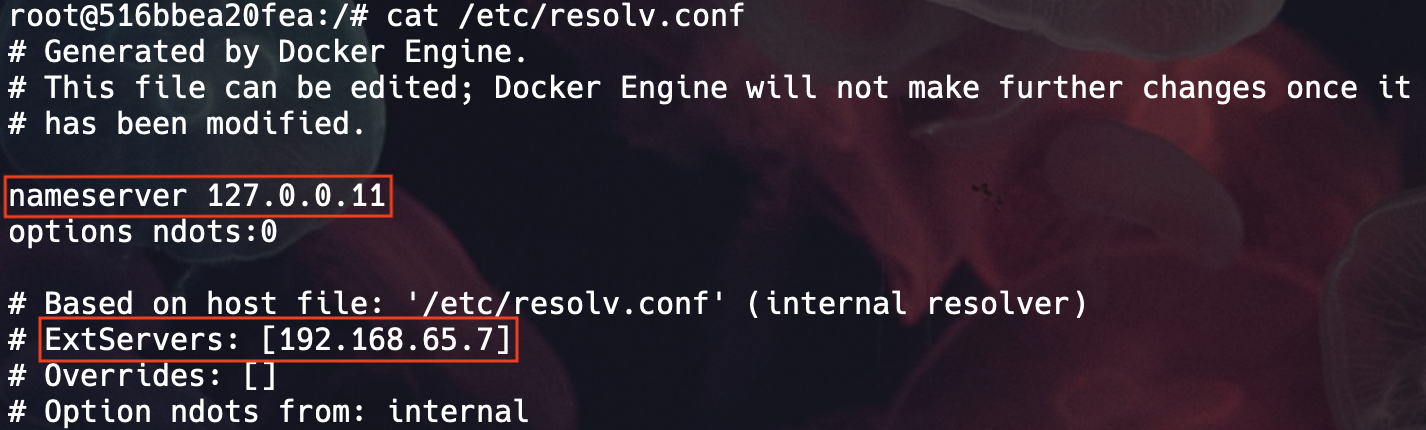 root@516bbea20fea:/# cat /etc/resolv.conf
# Generated by Docker Engine.
# This file can be edited; Docker Engine will not make further changes once it
# has been modified.
nameserver 127.0.0.11
options ndots:0
# Based on host file: '/etc/resolv.conf' (internal resolver)
# ExtServers: [192.168.65.7]
# Overrides: []
# Option ndots from: internal